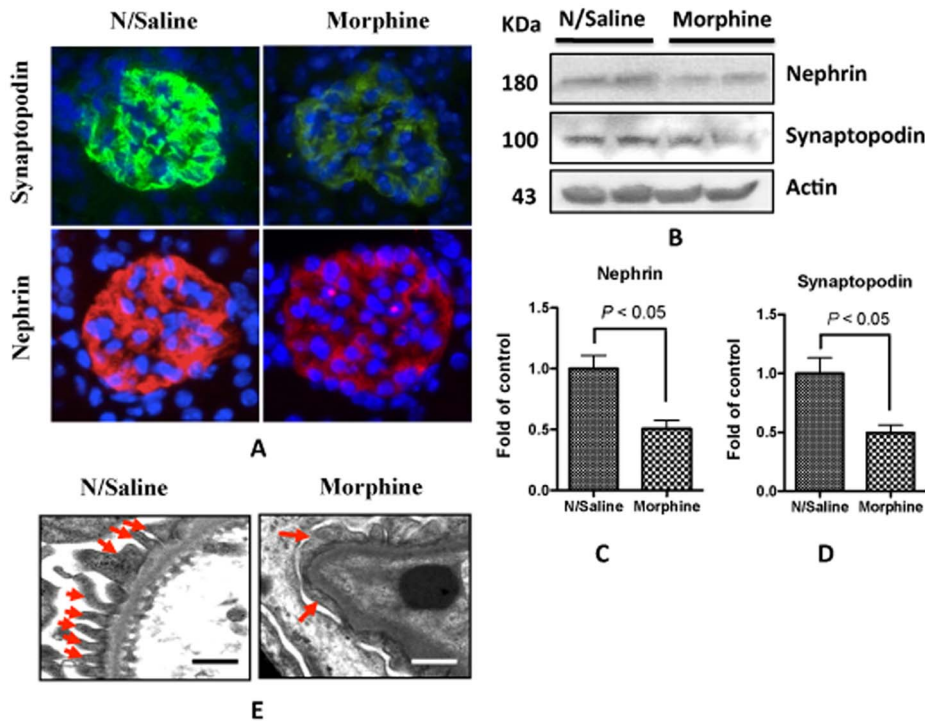 N/Saline Morphine
Synaptopodin
Nephrin
A
KDa N/Saline Morphine
180 Nephrin
100 Synaptopodin
43 Actin
B
Nephrin
P < 0.05
Fold of control
1.5
1.0
0.5
0.0
N/Saline Morphine
C
Synaptopodin
P < 0.05
Fold of control
1.5
1.0
0.5
0.0
N/Saline Morphine
D
N/Saline Morphine
E